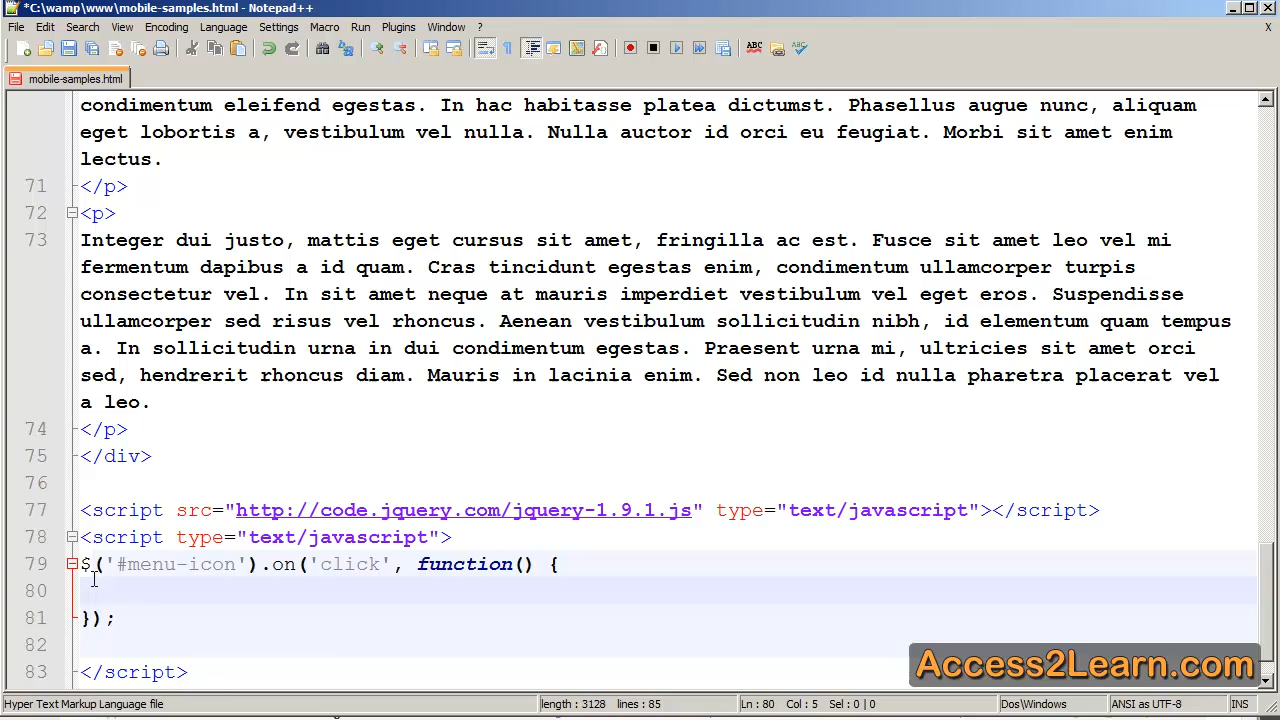 *C:\wamp\www\mobile-samples.html - Notepad++
File Edit Search View Encoding Language Settings Macro Run Plugins Window ? X
mobile-samples.html
condimentum eleifend egestas. In hac habitasse platea dictumst. Phasellus augue nunc, aliquam
eget lobortis a, vestibulum vel nulla. Nulla auctor id orci eu feugiat. Morbi sit amet enim
lectus.
71 </p>
72 <p>
73 Integer dui justo, mattis eget cursus sit amet, fringilla ac est. Fusce sit amet leo vel mi
fermentum dapibus a id quam. Cras tincidunt egestas enim, condimentum ullamcorper turpis
consectetur vel. In sit amet neque at mauris imperdiet vestibulum vel eget eros. Suspendisse
ullamcorper sed risus vel rhoncus. Aenean vestibulum sollicitudin nibh, id elementum quam tempus
a. In sollicitudin urna in dui condimentum egestas. Praesent urna mi, ultricies sit amet orci
sed, hendrerit rhoncus diam. Mauris in lacinia enim. Sed non leo id nulla pharetra placerat vel
a leo.
74 </p>
75 </div>
76
77 <script src="http://code.jquery.com/jquery-1.9.1.js" type="text/javascript"></script>
78 <script type="text/javascript">
79 $('#menu-icon').on('click', function() {
80
81 });
82
83 </script>
Access2Learn.com
Hyper Text Markup Language file length : 3128 lines : 85 Ln : 80 Col : 5 Sel : 0 | 0 Dos\Windows ANSI as UTF-8 INS